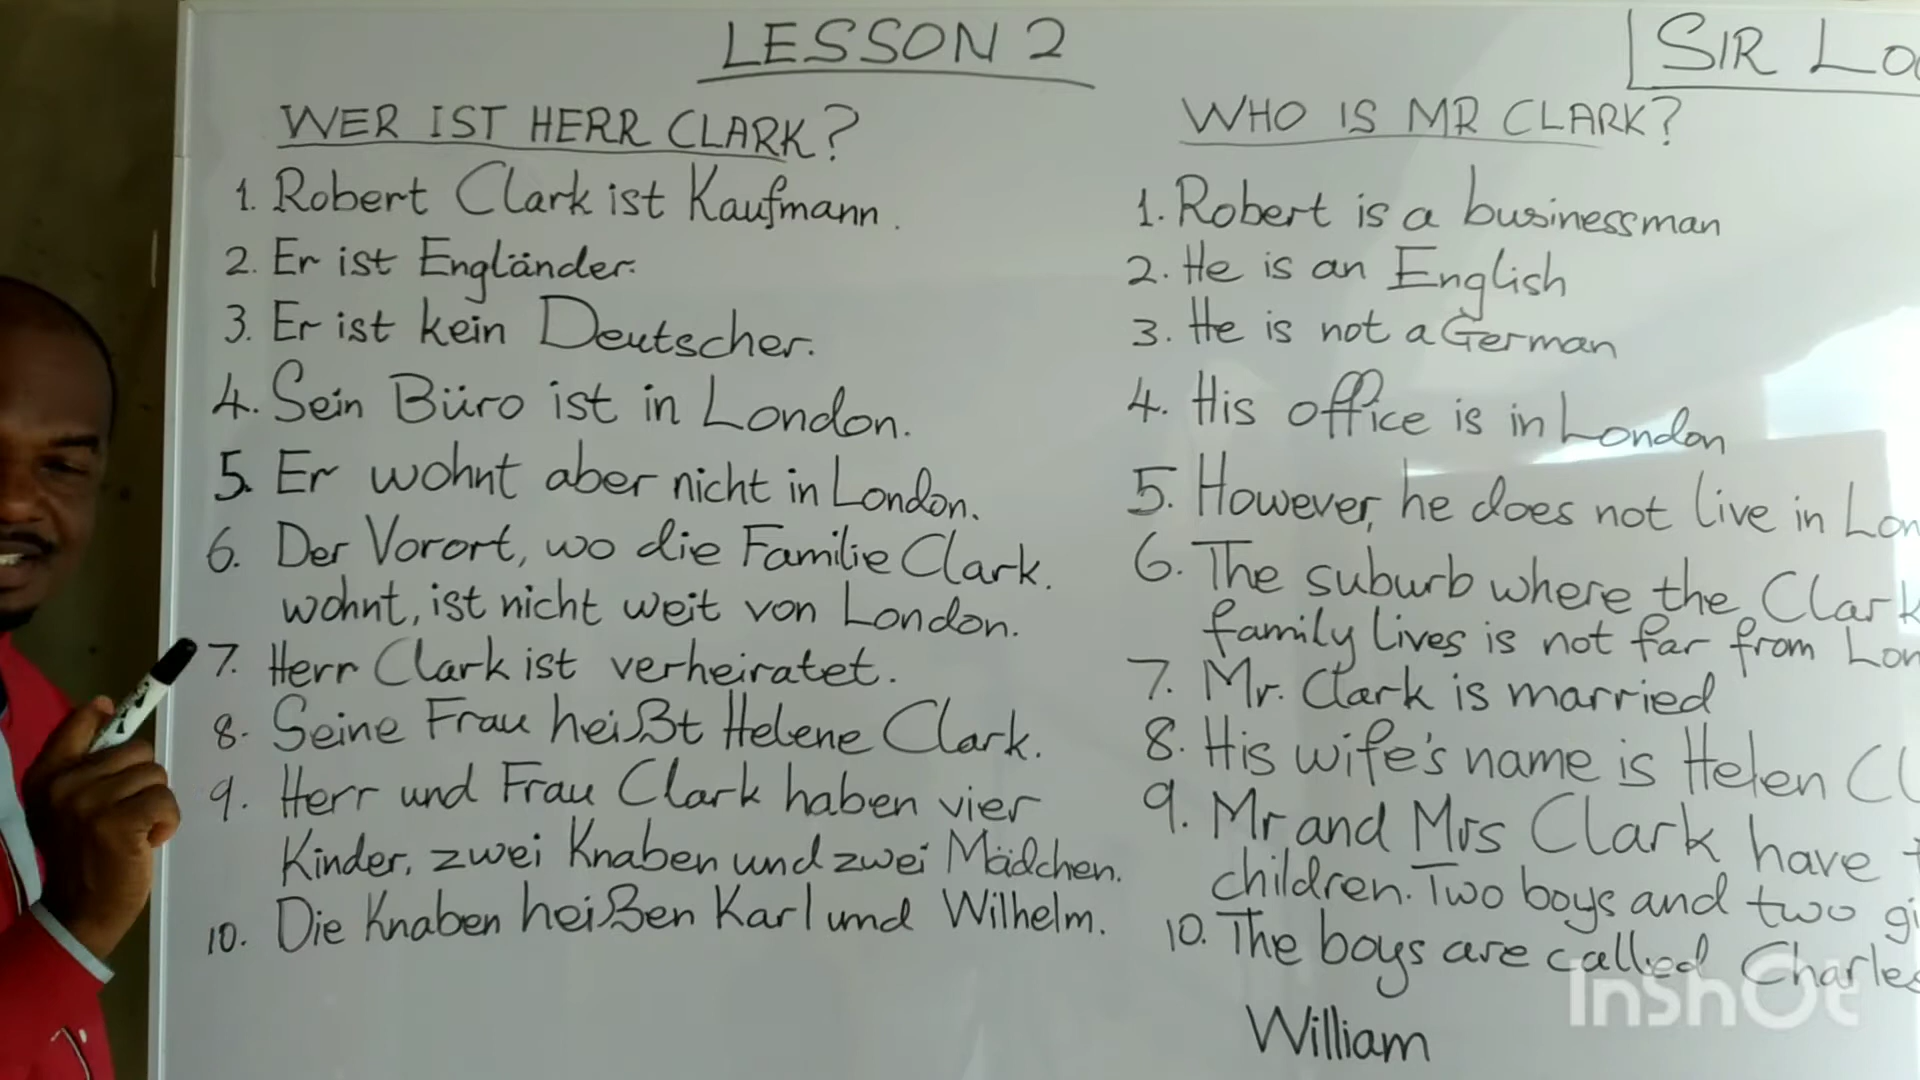 LESSON 2
SIR
WER IST HERR CLARK?
1. Robert Clark ist Kaufmann.
2. Er ist Engländer.
3. Er ist kein Deutscher.
4. Sein Büro ist in London.
5. Er wohnt aber nicht in London.
6. Der Vorort, wo die Familie Clark.
wohnt, ist nicht weit von London.
7. Herr Clark ist verheiratet.
8. Seine Frau heißt Helene Clark.
9. Herr und Frau Clark haben vier
Kinder, zwei Knaben und zwei Mädchen.
10. Die Knaben heißen Karl und Wilhelm.
WHO IS MR CLARK?
1. Robert is a businessman
2. He is an English
3. He is not a German
4. His office is in London
5. However, he does not live in
6. The suburb where the Clark
family lives is not far from
7. Mr. Clark is married
8. His wife's name is Helen
9. Mr and Mrs Clark have
children. Two boys and two
10. The boys are called Charles
William
InShOt